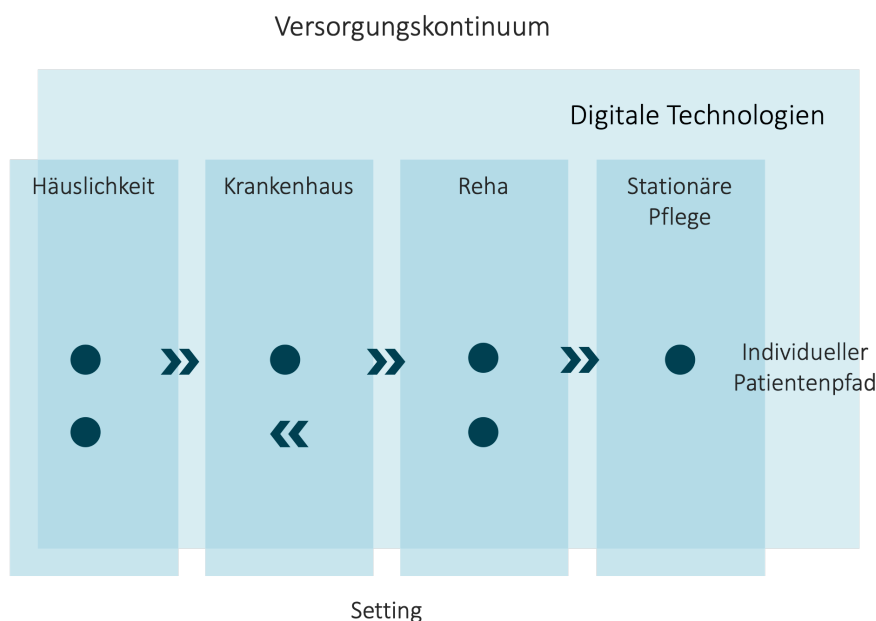 Versorgungskontinuum
Digitale Technologien
Häuslichkeit
Krankenhaus
Reha
Stationäre
Pflege
Individueller
Patientenpfad
Setting